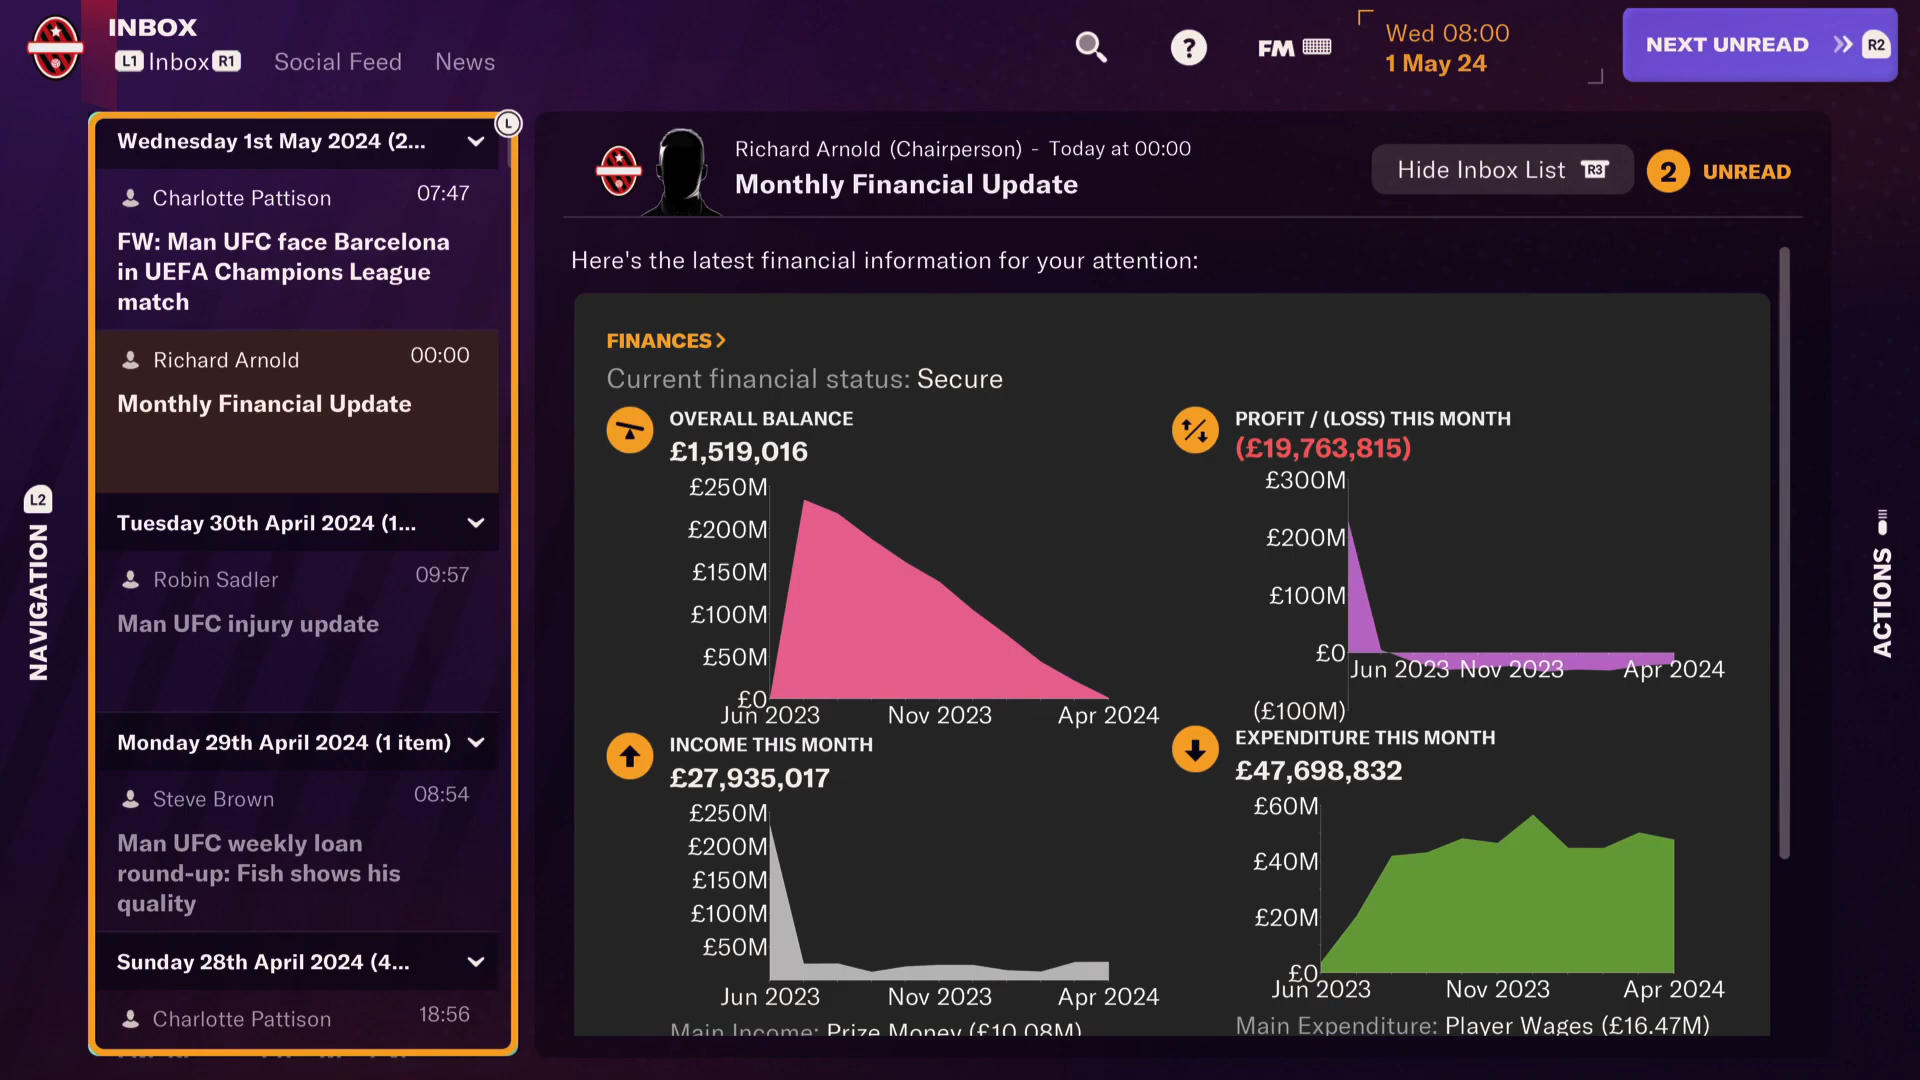 INBOX
L1 Inbox R1 Social Feed News
? FM
Wed 08:00
1 May 24
NEXT UNREAD R2
L
Wednesday 1st May 2024 (2...
Charlotte Pattison 07:47
FW: Man UFC face Barcelona
in UEFA Champions League
match
Richard Arnold 00:00
Monthly Financial Update
Tuesday 30th April 2024 (1...
Robin Sadler 09:57
Man UFC injury update
Monday 29th April 2024 (1 item)
Steve Brown 08:54
Man UFC weekly loan
round-up: Fish shows his
quality
Sunday 28th April 2024 (4...
Charlotte Pattison 18:56
L2
NAVIGATION
Richard Arnold (Chairperson) - Today at 00:00
Monthly Financial Update
Hide Inbox List R3
2 UNREAD
Here's the latest financial information for your attention:
FINANCES>
Current financial status: Secure
OVERALL BALANCE
£1,519,016
£250M
£200M
£150M
£100M
£50M
£0
Jun 2023 Nov 2023 Apr 2024
PROFIT / (LOSS) THIS MONTH
(£19,763,815)
£300M
£200M
£100M
£0
Jun 2023 Nov 2023 Apr 2024
(£100M)
INCOME THIS MONTH
£27,935,017
£250M
£200M
£150M
£100M
£50M
Jun 2023 Nov 2023 Apr 2024
Main Income: Prize Money (£10.08M)
EXPENDITURE THIS MONTH
£47,698,832
£60M
£40M
£20M
£0
Jun 2023 Nov 2023 Apr 2024
Main Expenditure: Player Wages (£16.47M)
ACTIONS